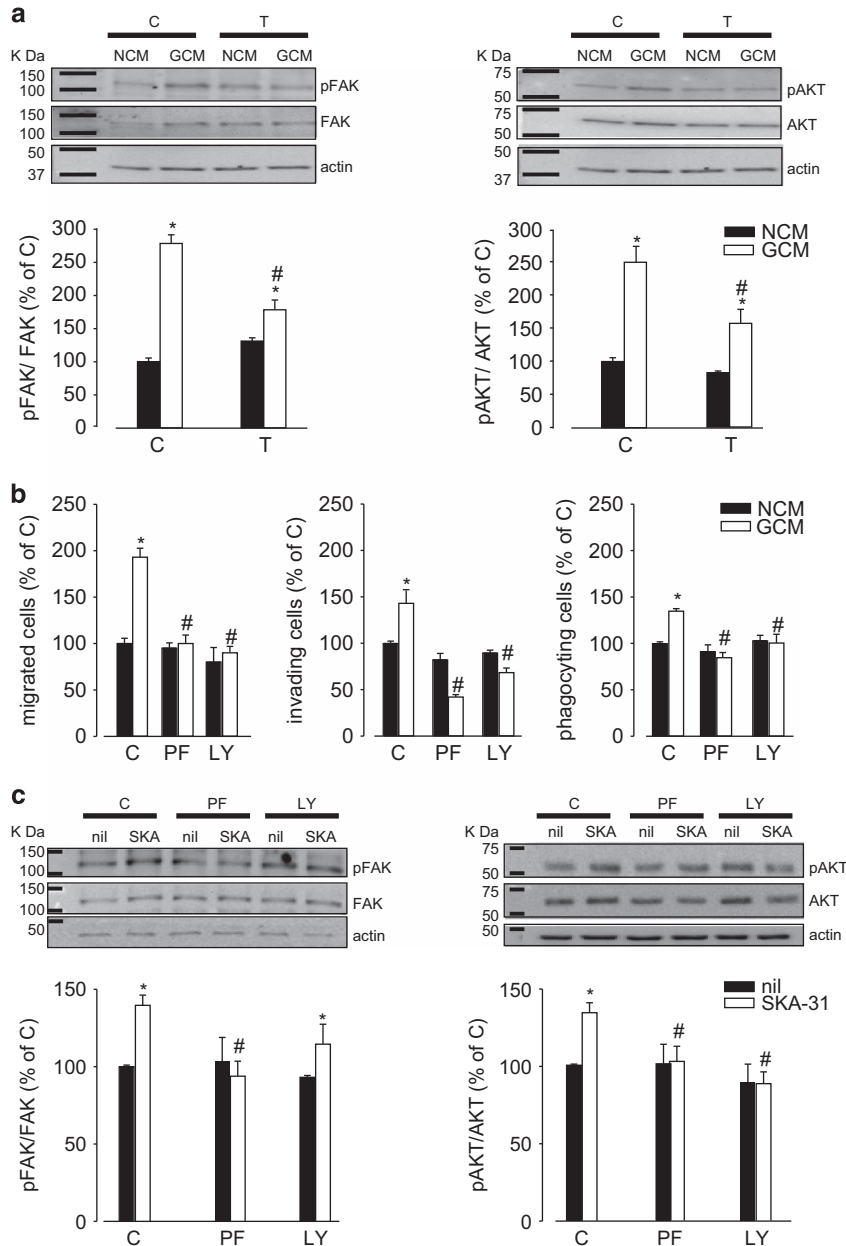 a
C T
K Da NCM GCM NCM GCM
150
100
pFAK
150
100
FAK
50
37
actin
C T
NCM GCM NCM GCM
75
50
pAKT
75
50
AKT
50
37
actin
pFAK/ FAK (% of C)
300
250
200
150
100
50
0
*
#
*
C T
pAKT/ AKT (% of C)
300
250
200
150
100
50
0
*
#
*
C T
NCM
GCM
b
migrated cells (% of C)
250
200
150
100
50
0
*
# #
C PF LY
invading cells (% of C)
250
200
150
100
50
0
*
# #
C PF LY
phagocyting cells (% of C)
250
200
150
100
50
0
*
# #
C PF LY
NCM
GCM
c
C PF LY
K Da nil SKA nil SKA nil SKA
150
100
pFAK
150
100
FAK
50
actin
C PF LY
K Da nil SKA nil SKA nil SKA
75
50
pAKT
75
50
AKT
50
actin
pFAK/FAK (% of C)
150
100
50
0
*
#
*
C PF LY
pAKT/AKT (% of C)
150
100
50
0
*
#
#
C PF LY
nil
SKA-31